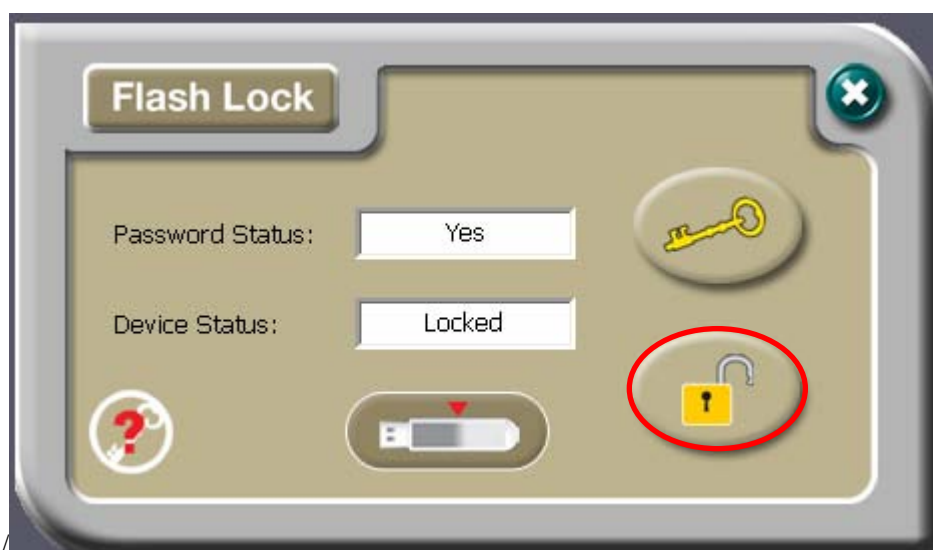 Flash Lock
Password Status: Yes
Device Status: Locked
?
/